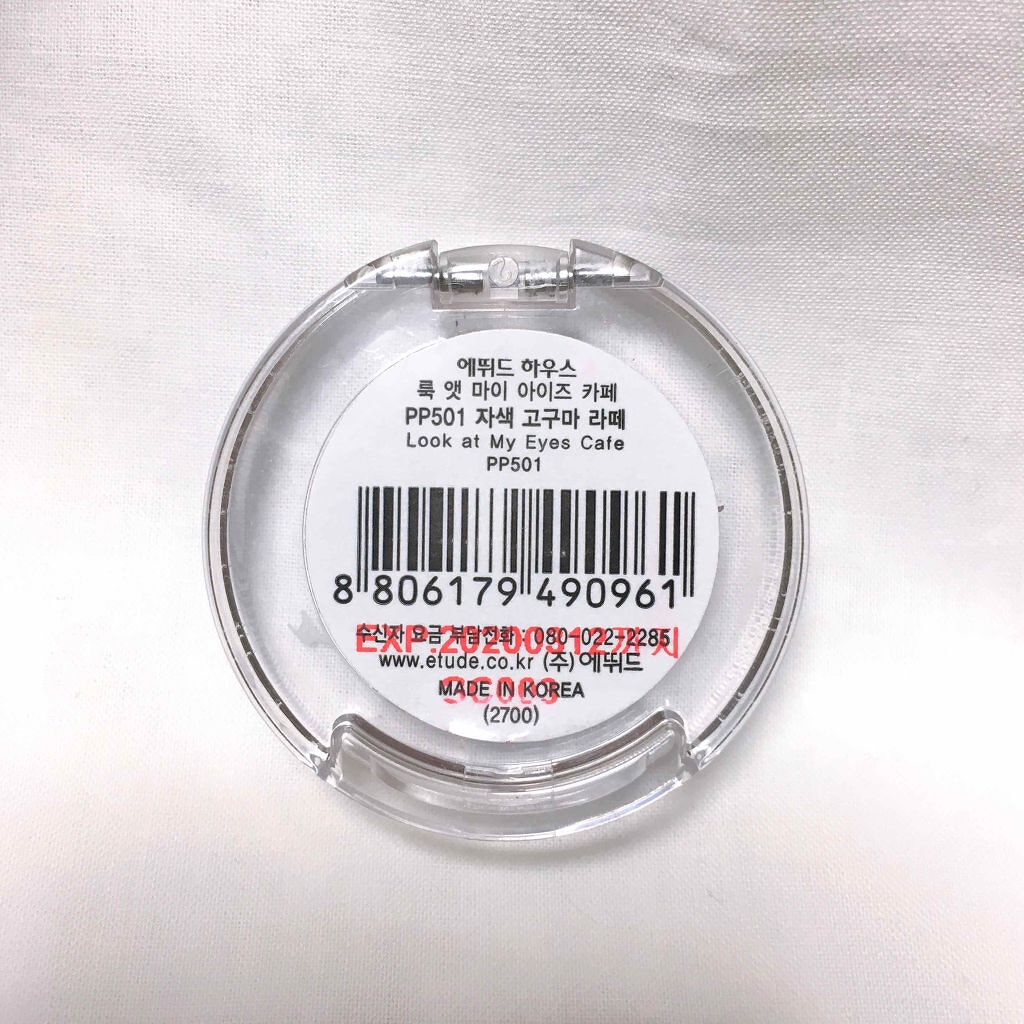 에뛰드 하우스
룩 앳 마이 아이즈 카페
PP501 자색 고구마 라떼
Look at My Eyes Cafe
PP501
8 806179 490961
수신자 요금 부담전화 : 080-022-2285
EXP.20200312까지
www.etude.co.kr (주)에뛰드
MADE IN KOREA
(2700)